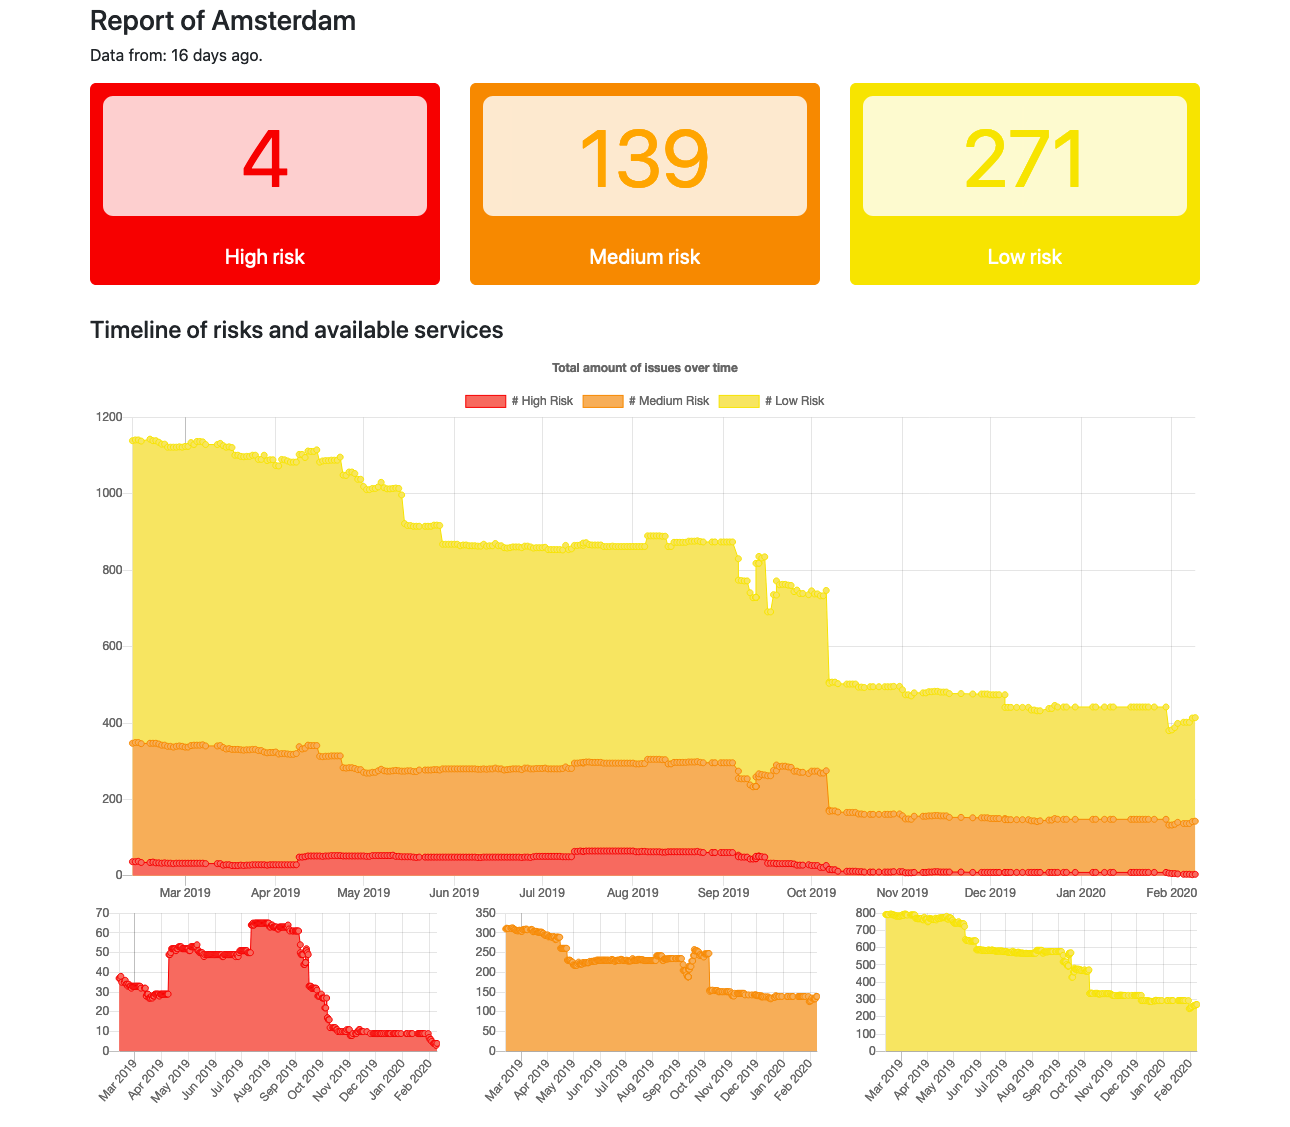 Report of Amsterdam
Data from: 16 days ago.
4
139
271
High risk
Medium risk
Low risk
Timeline of risks and available services
Total amount of issues over time
# High Risk # Medium Risk # Low Risk
1200
1000
800
600
400
200
0
Mar 2019 Apr 2019 May 2019 Jun 2019 Jul 2019 Aug 2019 Sep 2019 Oct 2019 Nov 2019 Dec 2019 Jan 2020 Feb 2020
70
60
50
40
30
20
10
0
Mar 2019 Apr 2019 May 2019 Jun 2019 Jul 2019 Aug 2019 Sep 2019 Oct 2019 Nov 2019 Dec 2019 Jan 2020 Feb 2020
350
300
250
200
150
100
50
0
Mar 2019 Apr 2019 May 2019 Jun 2019 Jul 2019 Aug 2019 Sep 2019 Oct 2019 Nov 2019 Dec 2019 Jan 2020 Feb 2020
800
700
600
500
400
300
200
100
0
Mar 2019 Apr 2019 May 2019 Jun 2019 Jul 2019 Aug 2019 Sep 2019 Oct 2019 Nov 2019 Dec 2019 Jan 2020 Feb 2020